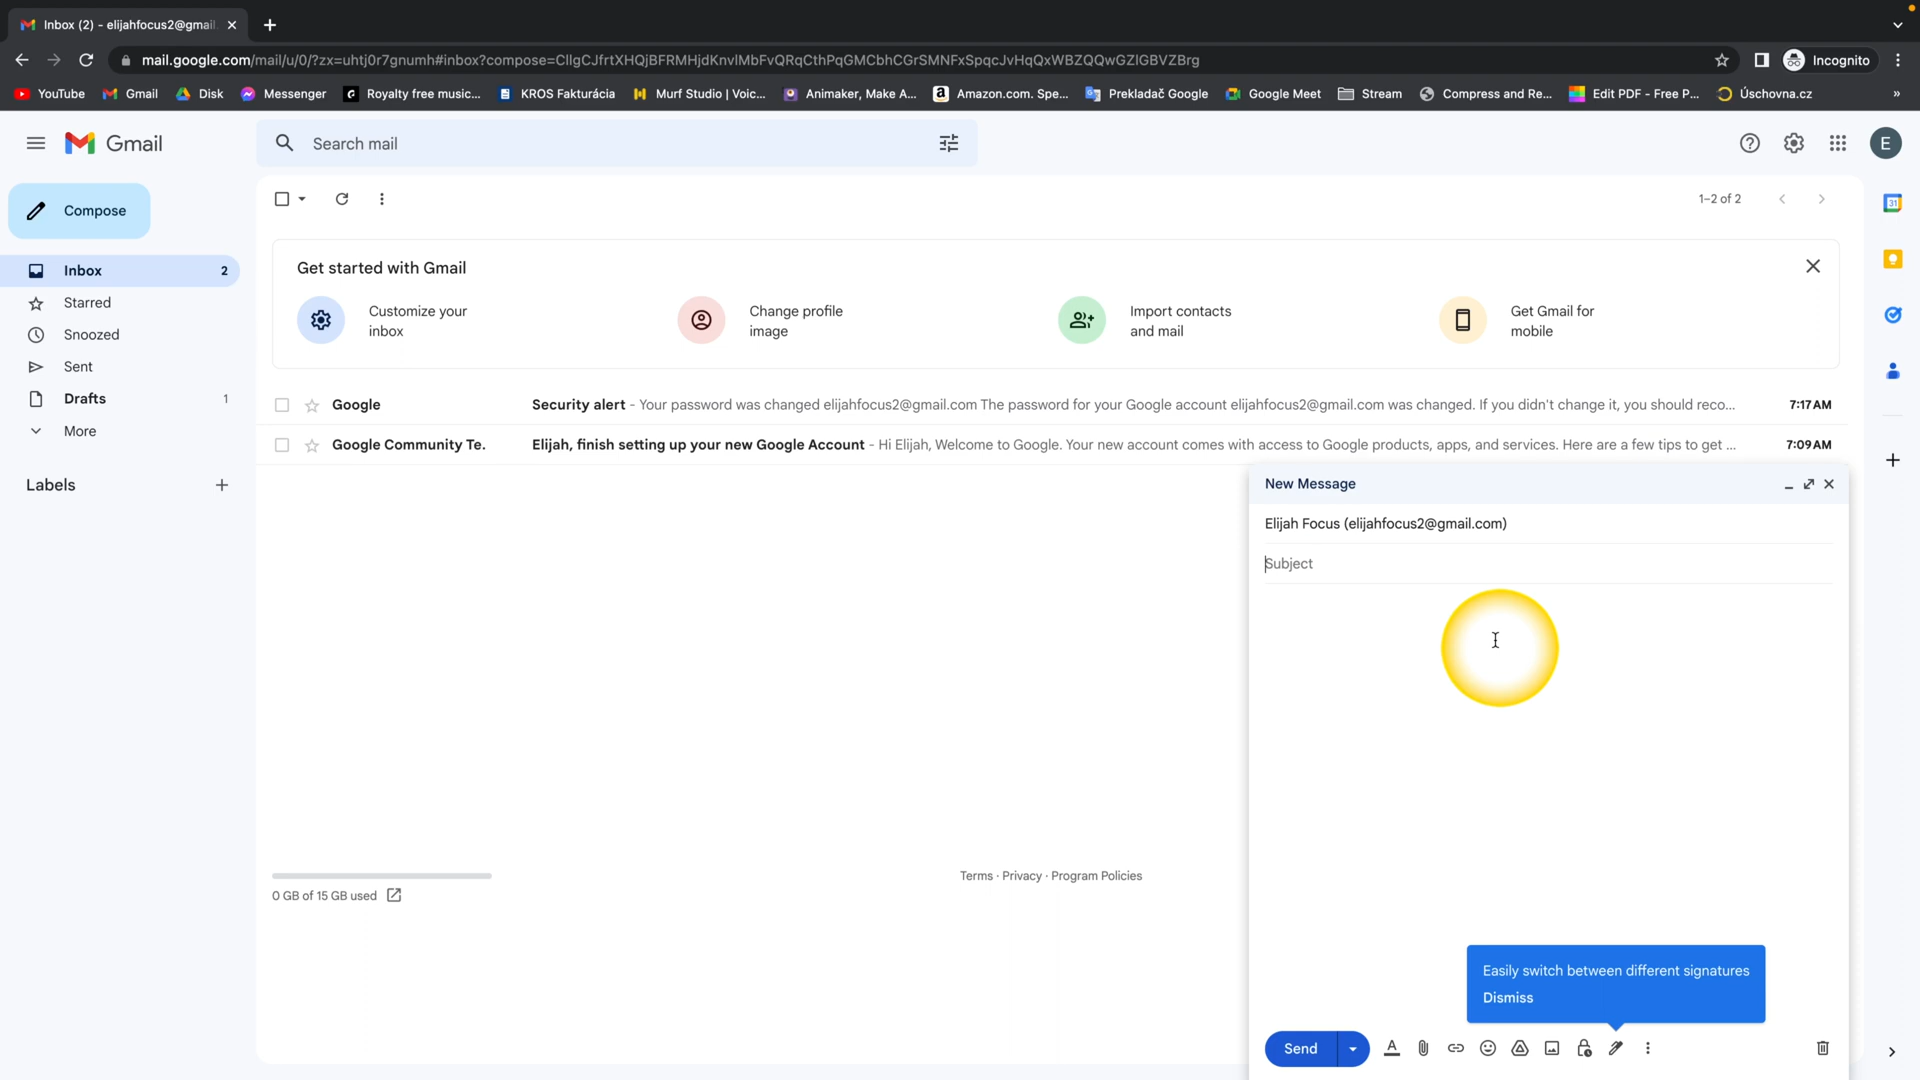 Inbox (2) - elijahfocus2@gmail.
mail.google.com/mail/u/0/?zx=uhtj0r7gnumh#inbox?compose=CllgCJfrtXHQjBFRMHjdKnvlMbFvQRqCthPqGMCbhCGrSMNFxSpqcJvHqQxWBZQQwGZlGBVZBrg
Incognito
YouTube
Gmail
Disk
Messenger
Royalty free music...
KROS Fakturácia
Murf Studio | Voic...
Animaker, Make A...
Amazon.com. Spe...
Prekladač Google
Google Meet
Stream
Compress and Re...
Edit PDF - Free P...
Úschovna.cz
»
Gmail
Search mail
E
Compose
1–2 of 2
31
Inbox 2
Starred
Snoozed
Sent
Drafts 1
More
Labels
Get started with Gmail
Customize your
inbox
Change profile
image
Import contacts
and mail
Get Gmail for
mobile
Google Security alert - Your password was changed elijahfocus2@gmail.com The password for your Google account elijahfocus2@gmail.com was changed. If you didn't change it, you should reco... 7:17 AM
Google Community Te. Elijah, finish setting up your new Google Account - Hi Elijah, Welcome to Google. Your new account comes with access to Google products, apps, and services. Here are a few tips to get ... 7:09 AM
New Message
Elijah Focus (elijahfocus2@gmail.com)
Subject
0 GB of 15 GB used
Terms · Privacy · Program Policies
Easily switch between different signatures
Dismiss
Send
A